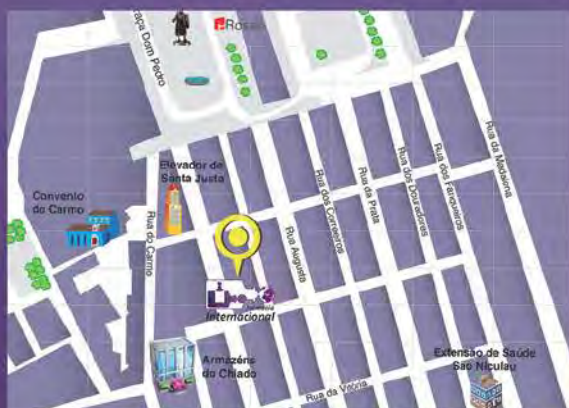 Praça Dom Pedro
Rossio
Elevador de
Santa Justa
Convento
do Carmo
Rua do Carmo
Rua Augusta
Rua dos Correeiros
Rua da Prata
Rua dos Douradores
Rua dos Fanqueiros
Rua da Madalena
Internacional
Armazéns
do Chiado
Rua da Vitória
Extensão de Saúde
São Nicolau